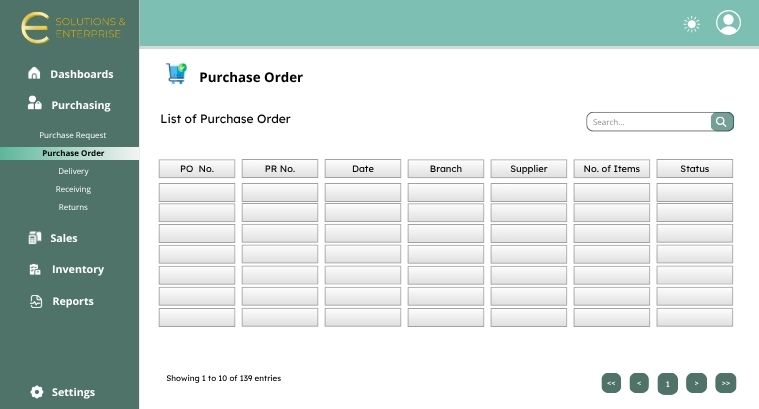 SOLUTIONS &
ENTERPRISE
Dashboards
Purchasing
Purchase Request
Purchase Order
Delivery
Receiving
Returns
Sales
Inventory
Reports
Settings
Purchase Order
List of Purchase Order
Search...
PO No. PR No. Date Branch Supplier No. of Items Status
Showing 1 to 10 of 139 entries
<< < 1 > >>